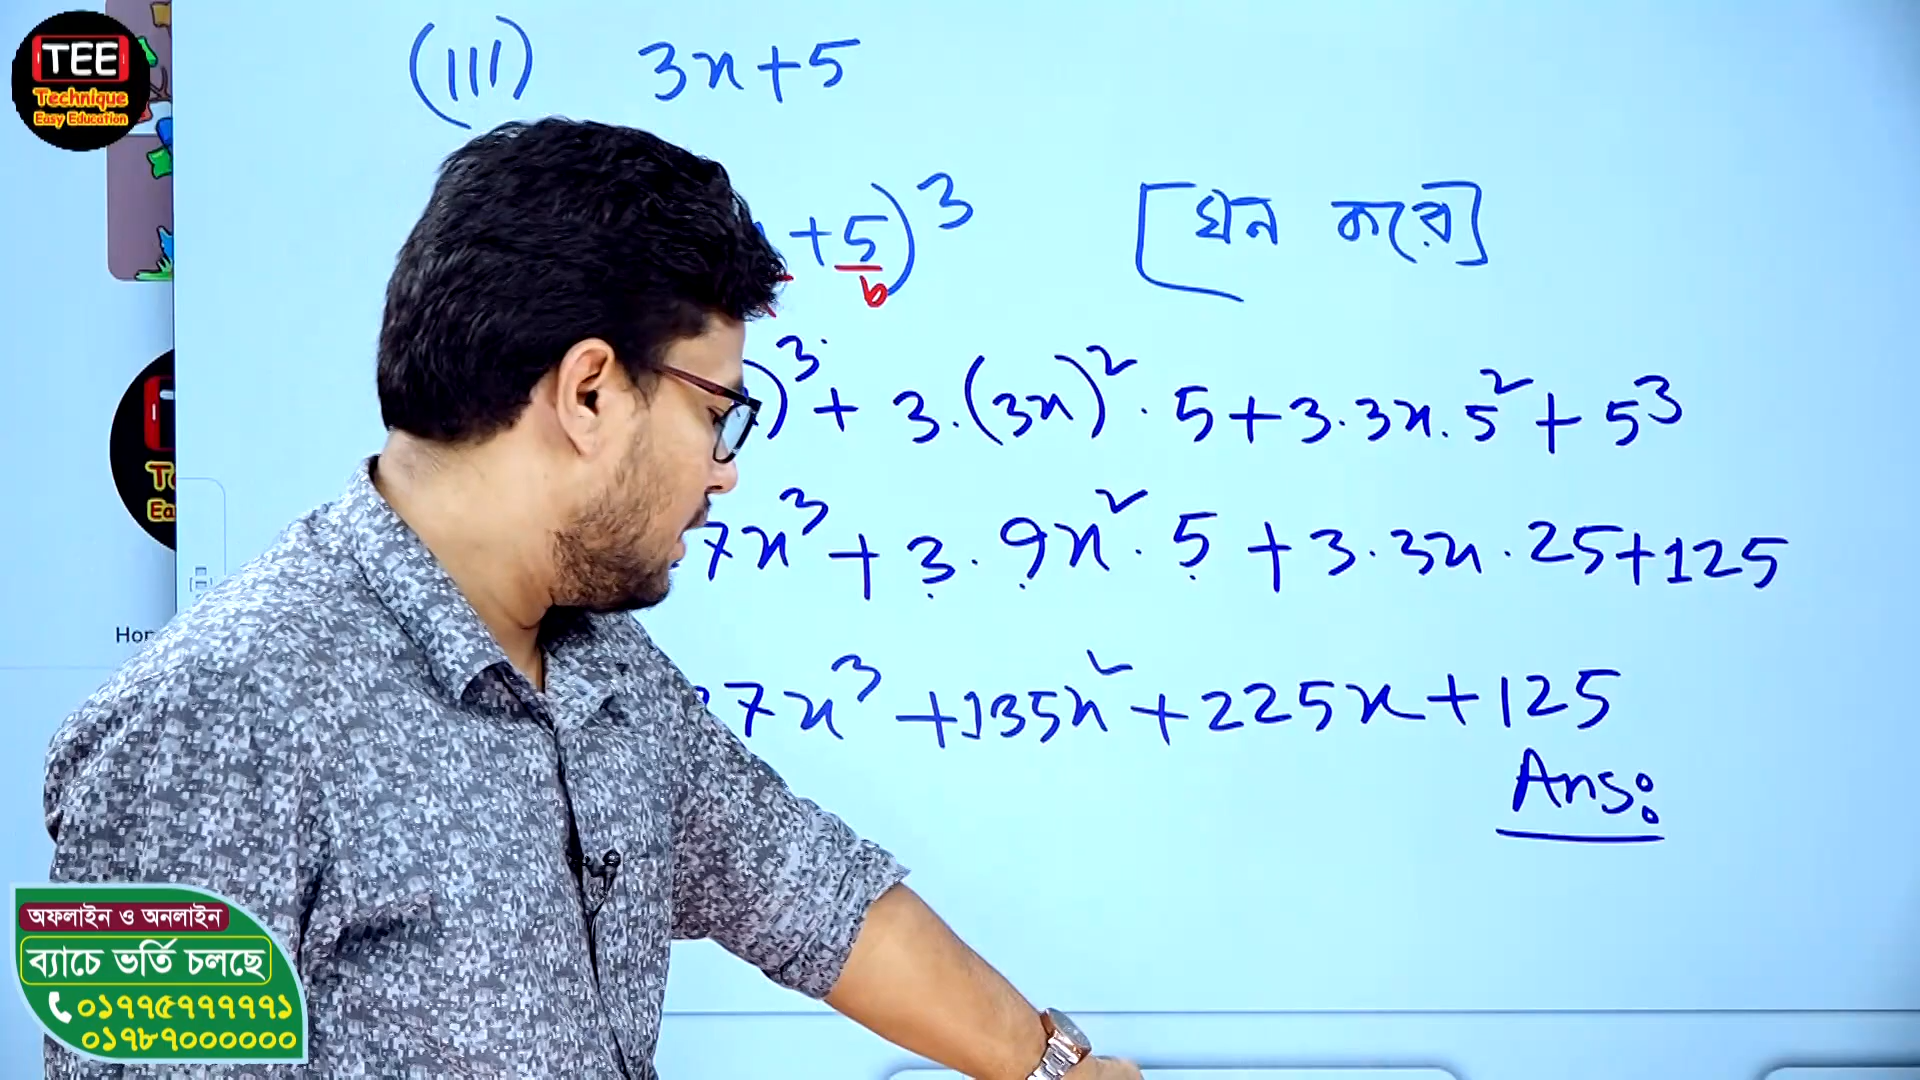 TEE
Technique
Easy Education
(III) 3x+5
+5)³ [ঘন করে]
b
)³ + 3.(3x)².5+3.3x.5²+5³
7x³+3.9x².5+3.3x.25+125
7x³+135x²+225x+125
Ans:
অফলাইন ও অনলাইন
ব্যাচে ভর্তি চলছে
০১৭৭৫৭৭৭৭৭১
০১৭৮৭০০০০০০